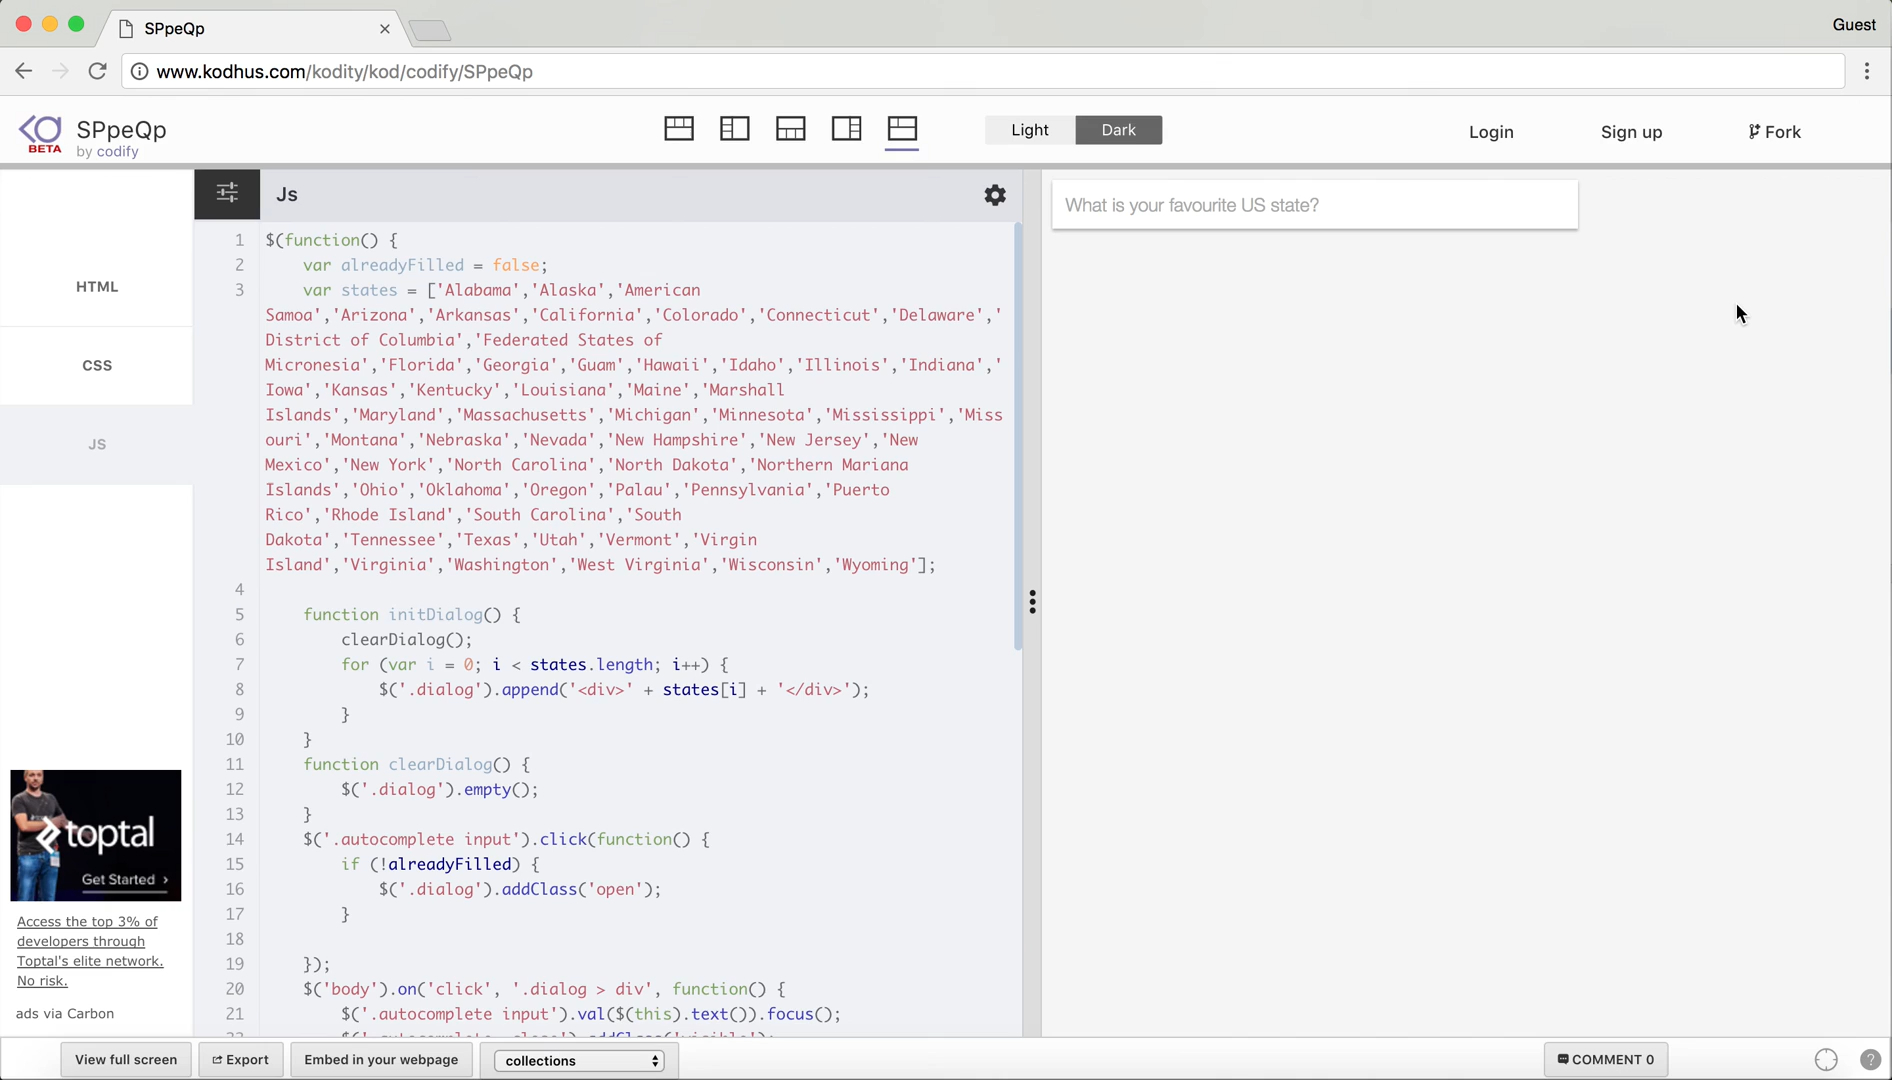 SPpeQp
Guest
www.kodhus.com/kodity/kod/codify/SPpeQp
BETA
SPpeQp
by codify
Light
Dark
Login
Sign up
Fork
HTML
CSS
JS
Js
What is your favourite US state?
1 $(function() {
2 var alreadyFilled = false;
3 var states = ['Alabama','Alaska','American
Samoa','Arizona','Arkansas','California','Colorado','Connecticut','Delaware','
District of Columbia','Federated States of
Micronesia','Florida','Georgia','Guam','Hawaii','Idaho','Illinois','Indiana','
Iowa','Kansas','Kentucky','Louisiana','Maine','Marshall
Islands','Maryland','Massachusetts','Michigan','Minnesota','Mississippi','Miss
ouri','Montana','Nebraska','Nevada','New Hampshire','New Jersey','New
Mexico','New York','North Carolina','North Dakota','Northern Mariana
Islands','Ohio','Oklahoma','Oregon','Palau','Pennsylvania','Puerto
Rico','Rhode Island','South Carolina','South
Dakota','Tennessee','Texas','Utah','Vermont','Virgin
Island','Virginia','Washington','West Virginia','Wisconsin','Wyoming'];
4
5 function initDialog() {
6 clearDialog();
7 for (var i = 0; i < states.length; i++) {
8 $('.dialog').append('<div>' + states[i] + '</div>');
9 }
10 }
11 function clearDialog() {
12 $('.dialog').empty();
13 }
14 $('.autocomplete input').click(function() {
15 if (!alreadyFilled) {
16 $('.dialog').addClass('open');
17 }
18
19 });
20 $('body').on('click', '.dialog > div', function() {
21 $('.autocomplete input').val($(this).text()).focus();
toptal
Get Started ›
Access the top 3% of
developers through
Toptal's elite network.
No risk.
ads via Carbon
View full screen
Export
Embed in your webpage
collections
COMMENT 0
?